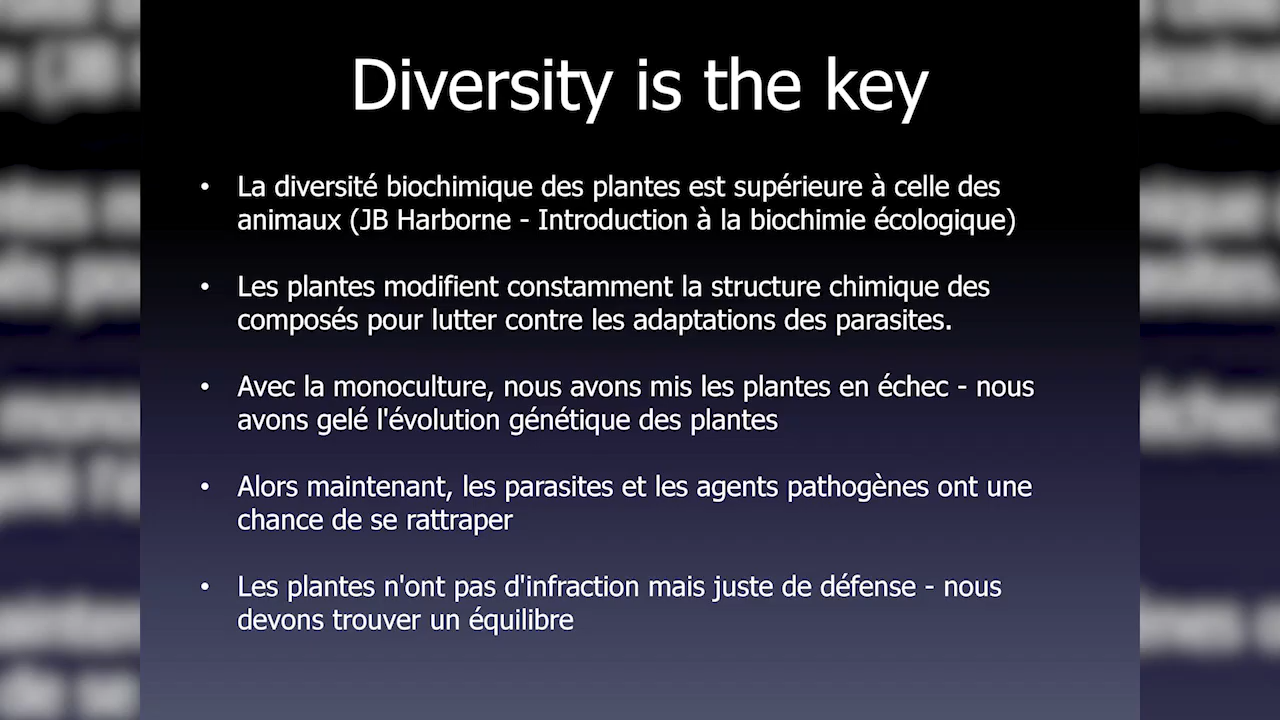 Diversity is the key
• La diversité biochimique des plantes est supérieure à celle des
animaux (JB Harborne - Introduction à la biochimie écologique)
• Les plantes modifient constamment la structure chimique des
composés pour lutter contre les adaptations des parasites.
• Avec la monoculture, nous avons mis les plantes en échec - nous
avons gelé l'évolution génétique des plantes
• Alors maintenant, les parasites et les agents pathogènes ont une
chance de se rattraper
• Les plantes n'ont pas d'infraction mais juste de défense - nous
devons trouver un équilibre